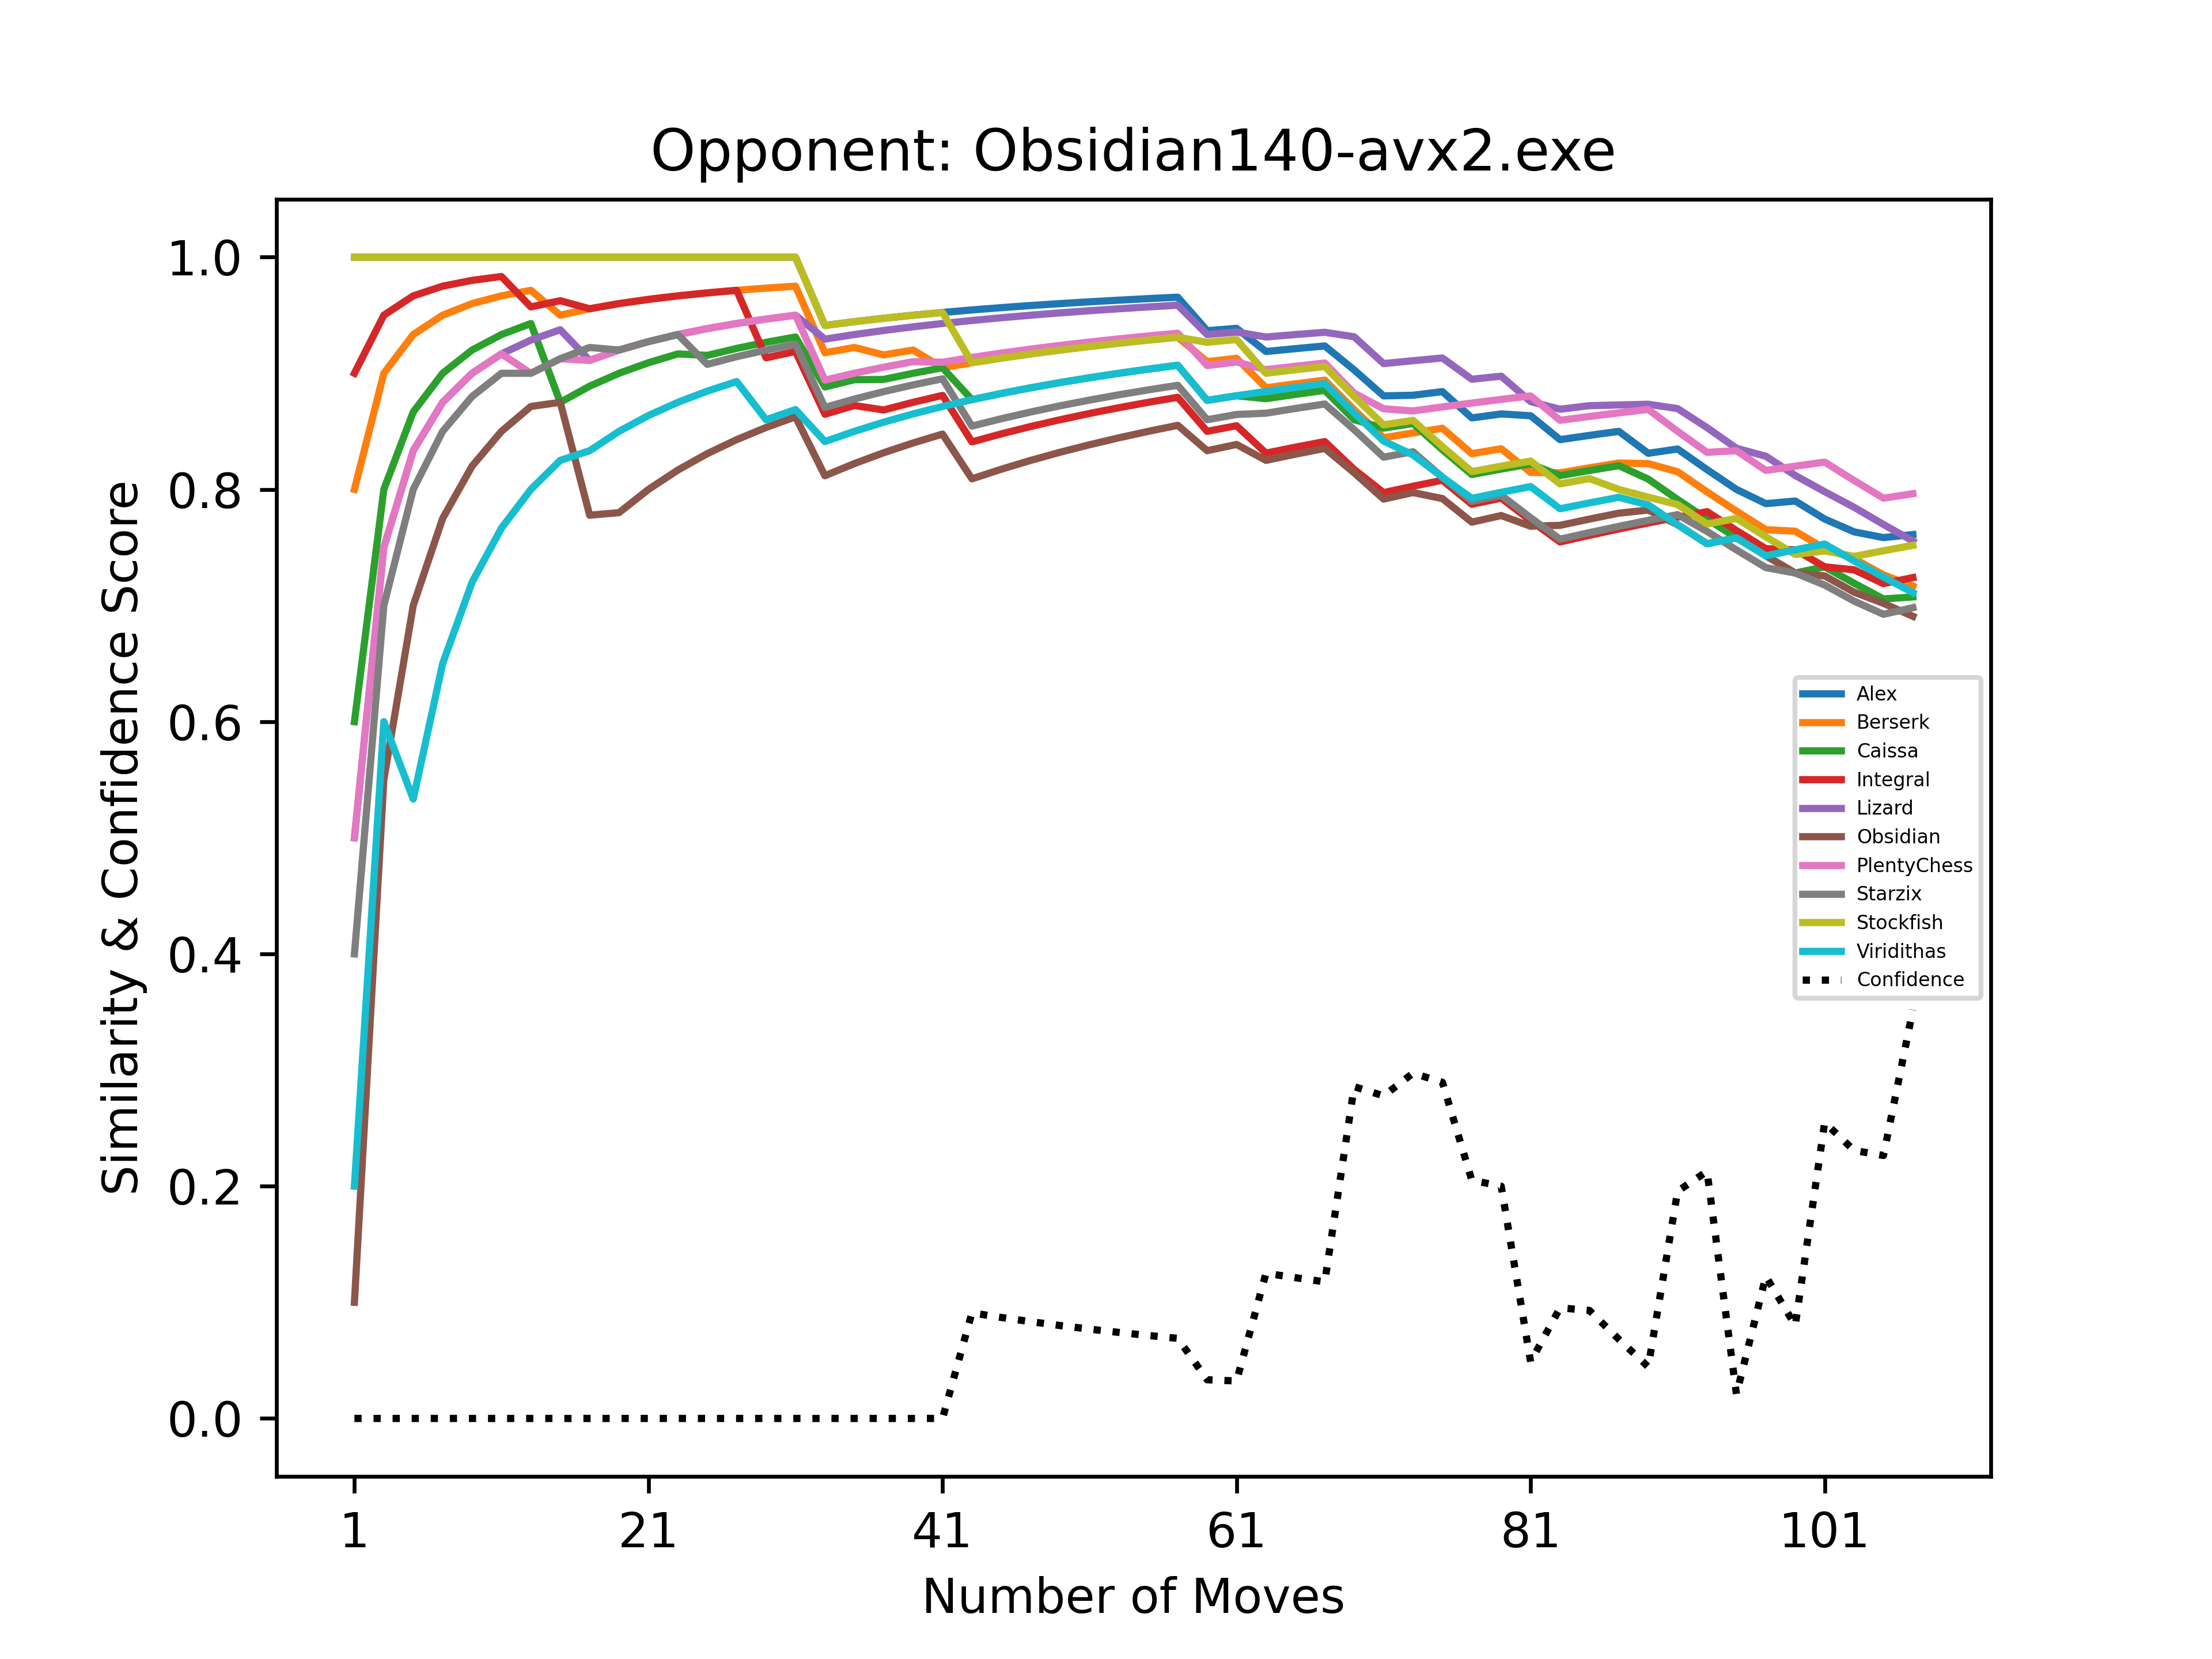 Opponent: Obsidian140-avx2.exe
Similarity & Confidence Score
1.0
0.8
0.6
0.4
0.2
0.0
Alex
Berserk
Caissa
Integral
Lizard
Obsidian
PlentyChess
Starzix
Stockfish
Viridithas
Confidence
1 21 41 61 81 101
Number of Moves